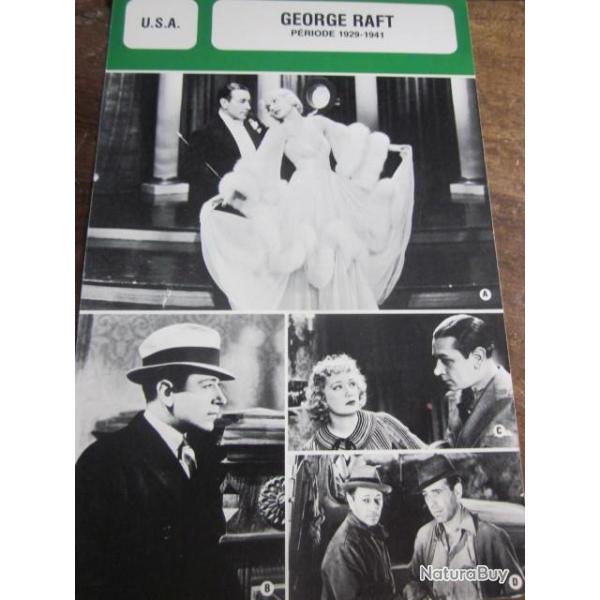 U.S.A.
GEORGE RAFT
PÉRIODE 1929-1941
A
B
C
D
NaturaBuy